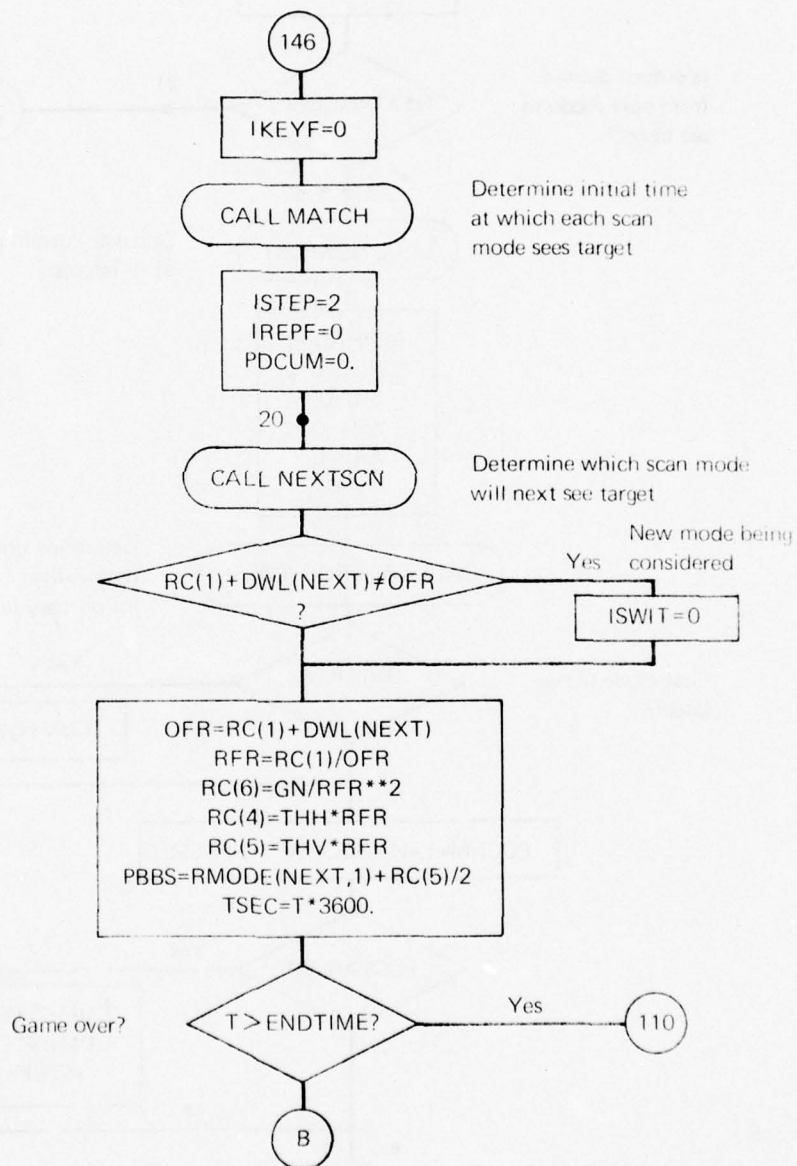 146
IKEYF=0
CALL MATCH
Determine initial time
at which each scan
mode sees target
ISTEP=2
IREPF=0
PDCUM=0.
20
CALL NEXTSCN
Determine which scan mode
will next see target
RC(1)+DWL(NEXT)≠OFR
?
Yes
New mode being
considered
ISWIT=0
OFR=RC(1)+DWL(NEXT)
RFR=RC(1)/OFR
RC(6)=GN/RFR**2
RC(4)=THH*RFR
RC(5)=THV*RFR
PBBS=RMODE(NEXT,1)+RC(5)/2
TSEC=T*3600.
Game over?
T>ENDTIME?
Yes
110
B